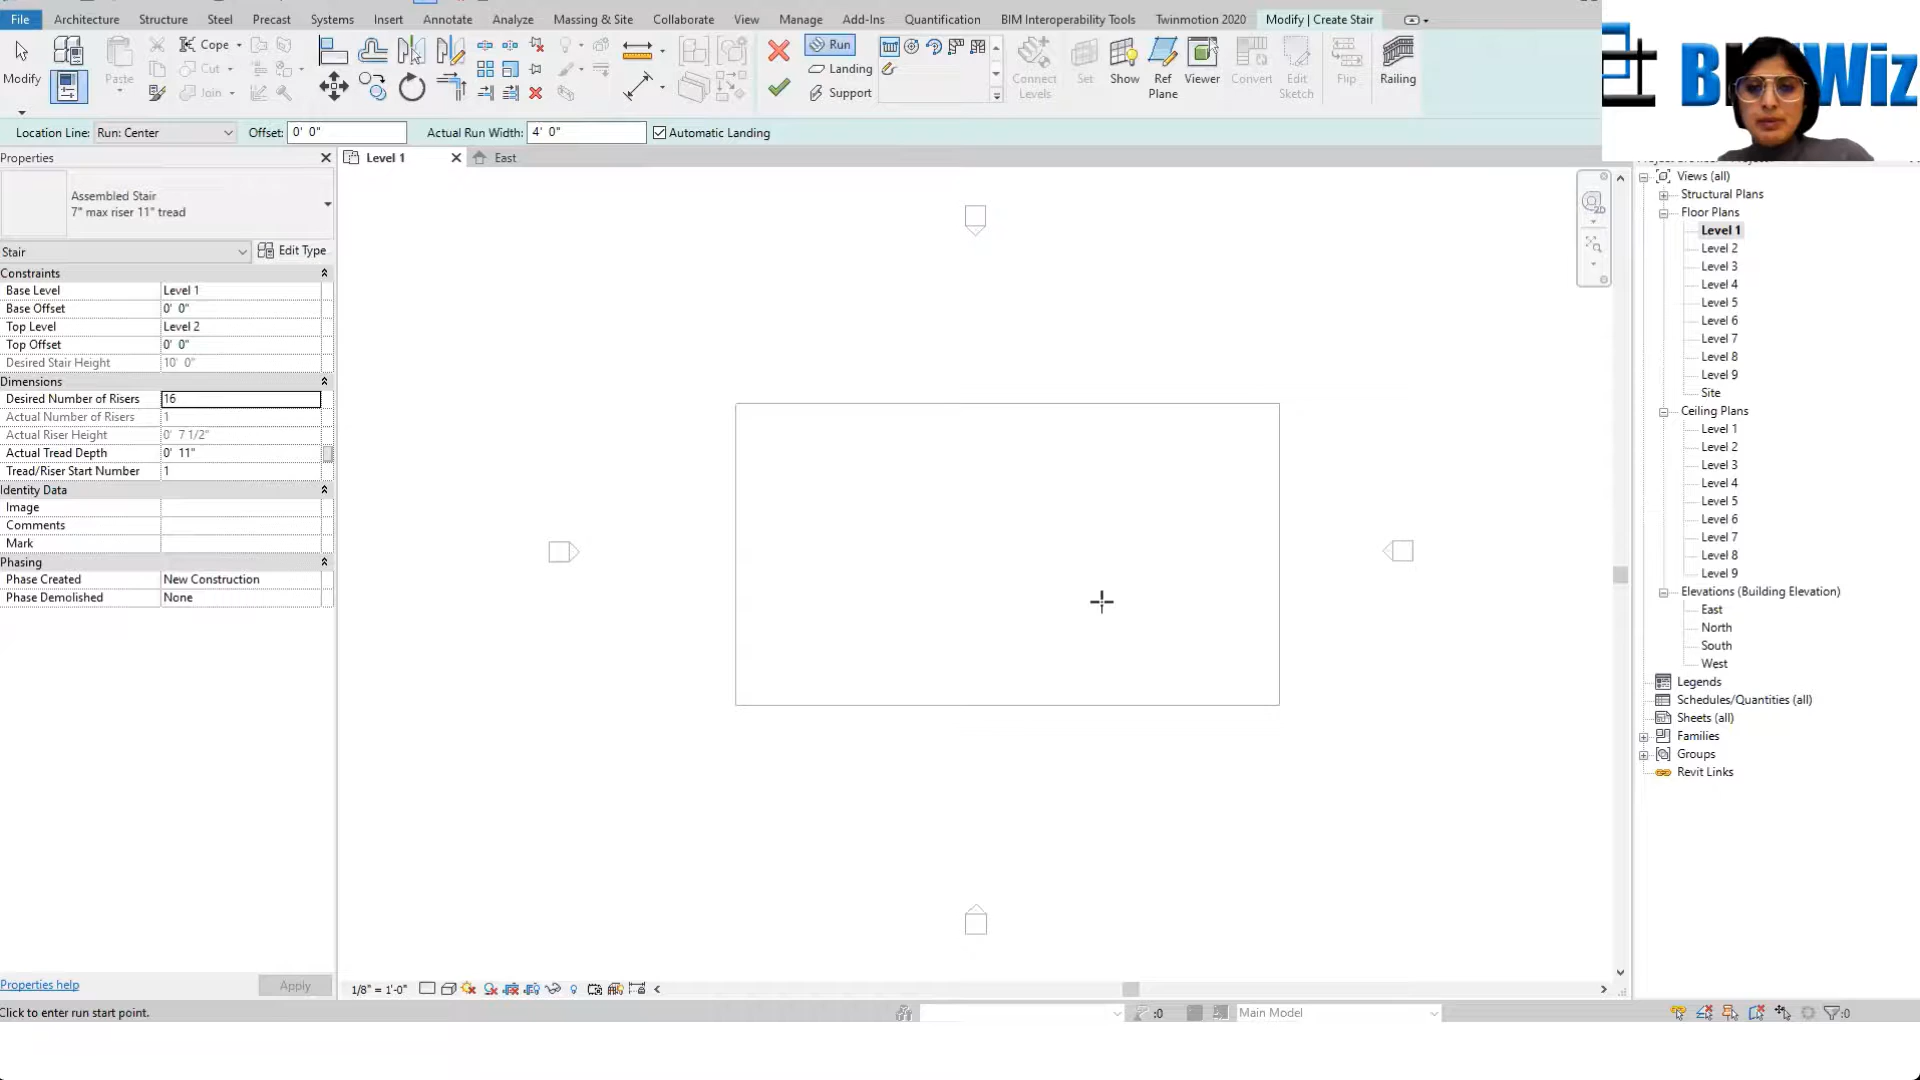 File Architecture Structure Steel Precast Systems Insert Annotate Analyze Massing & Site Collaborate View Manage Add-Ins Quantification BIM Interoperability Tools Twinmotion 2020 Modify | Create Stair
Modify
Paste
Cope
Cut
Join
Run
Landing
Support
Connect Levels
Set
Show
Ref Plane
Viewer
Convert
Edit Sketch
Flip
Railing
Location Line: Run: Center Offset: 0' 0" Actual Run Width: 4' 0" Automatic Landing
Properties
Level 1
East
Assembled Stair
7" max riser 11" tread
Stair
Edit Type
Constraints
Base Level Level 1
Base Offset 0' 0"
Top Level Level 2
Top Offset 0' 0"
Desired Stair Height 10' 0"
Dimensions
Desired Number of Risers 16
Actual Number of Risers 1
Actual Riser Height 0' 7 1/2"
Actual Tread Depth 0' 11"
Tread/Riser Start Number 1
Identity Data
Image
Comments
Mark
Phasing
Phase Created New Construction
Phase Demolished None
Properties help
Apply
1/8" = 1'-0"
Click to enter run start point.
:0
Main Model
:0
Views (all)
Structural Plans
Floor Plans
Level 1
Level 2
Level 3
Level 4
Level 5
Level 6
Level 7
Level 8
Level 9
Site
Ceiling Plans
Level 1
Level 2
Level 3
Level 4
Level 5
Level 6
Level 7
Level 8
Level 9
Elevations (Building Elevation)
East
North
South
West
Legends
Schedules/Quantities (all)
Sheets (all)
Families
Groups
Revit Links